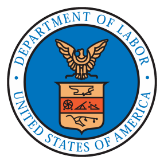 DEPARTMENT OF LABOR
UNITED STATES OF AMERICA